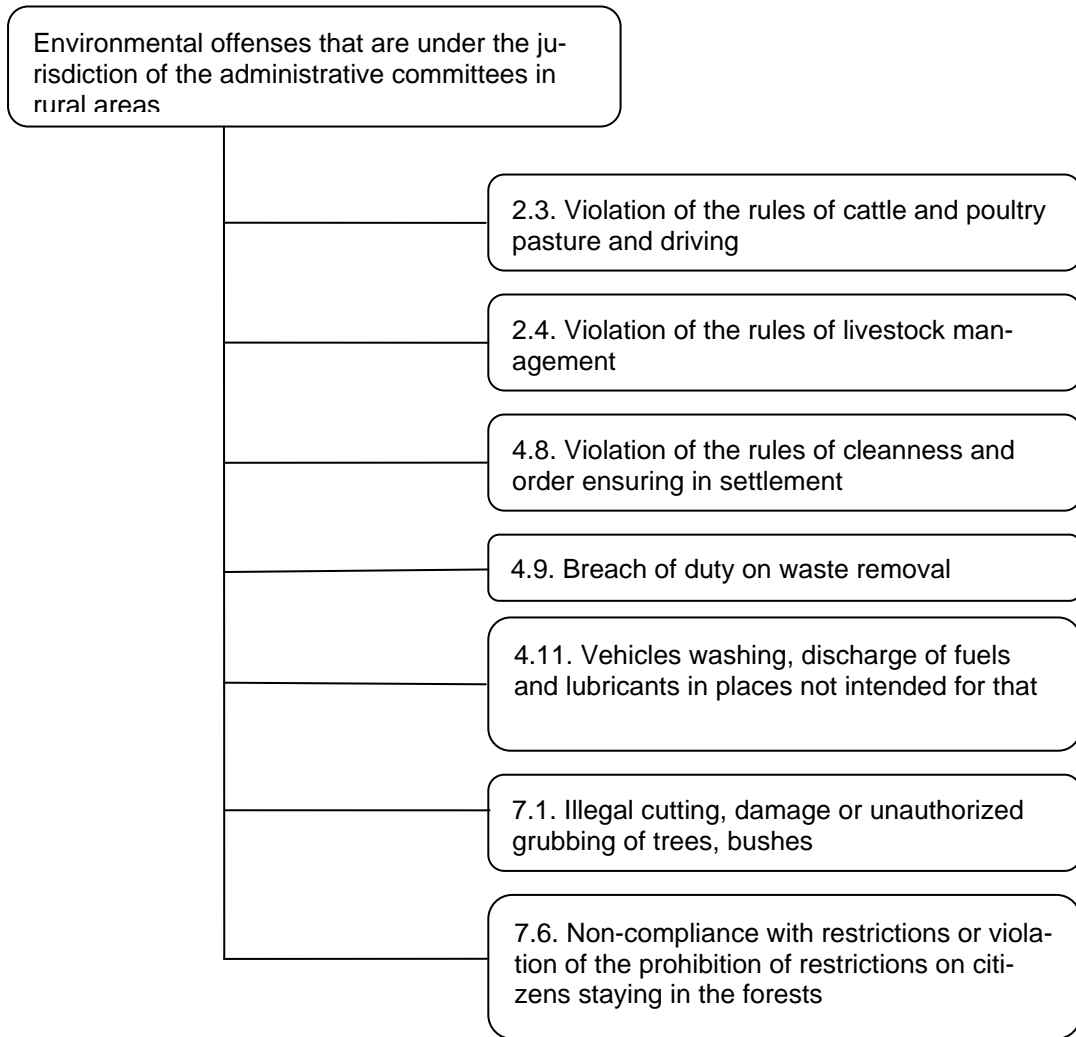 Environmental offenses that are under the ju-
risdiction of the administrative committees in
rural areas
2.3. Violation of the rules of cattle and poultry
pasture and driving
2.4. Violation of the rules of livestock man-
agement
4.8. Violation of the rules of cleanness and
order ensuring in settlement
4.9. Breach of duty on waste removal
4.11. Vehicles washing, discharge of fuels
and lubricants in places not intended for that
7.1. Illegal cutting, damage or unauthorized
grubbing of trees, bushes
7.6. Non-compliance with restrictions or viola-
tion of the prohibition of restrictions on citi-
zens staying in the forests